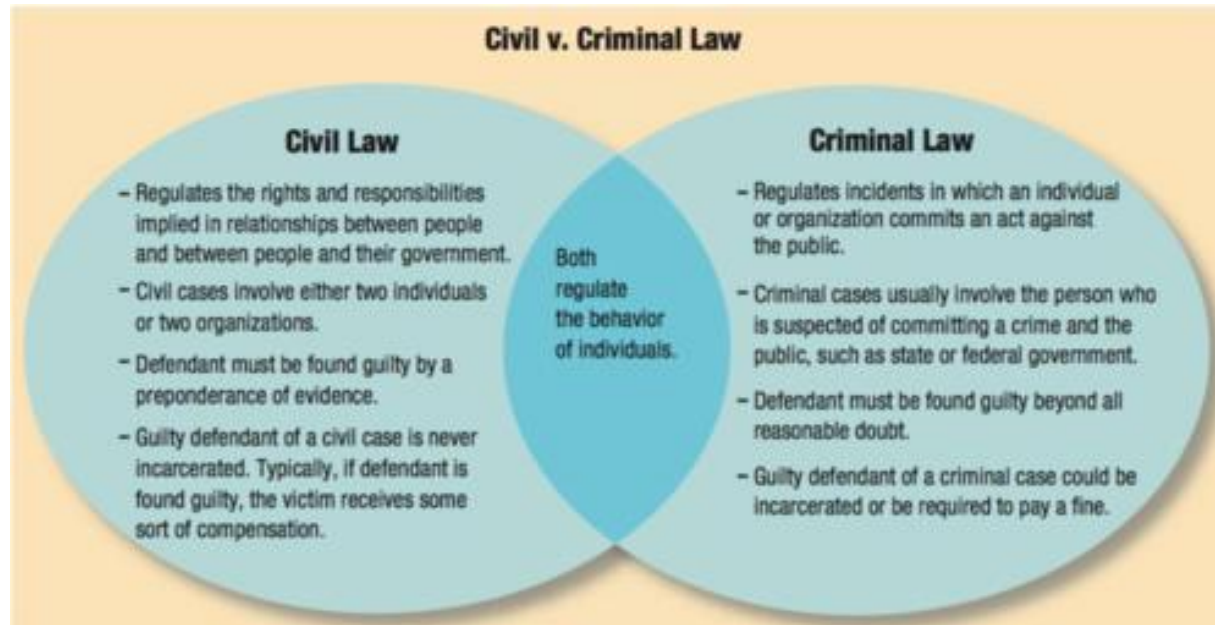 Civil v. Criminal Law
Civil Law
– Regulates the rights and responsibilities
implied in relationships between people
and between people and their government.
– Civil cases involve either two individuals
or two organizations.
– Defendant must be found guilty by a
preponderance of evidence.
– Guilty defendant of a civil case is never
incarcerated. Typically, if defendant is
found guilty, the victim receives some
sort of compensation.
Both
regulate
the behavior
of individuals.
Criminal Law
– Regulates incidents in which an individual
or organization commits an act against
the public.
– Criminal cases usually involve the person who
is suspected of committing a crime and the
public, such as state or federal government.
– Defendant must be found guilty beyond all
reasonable doubt.
– Guilty defendant of a criminal case could be
incarcerated or be required to pay a fine.